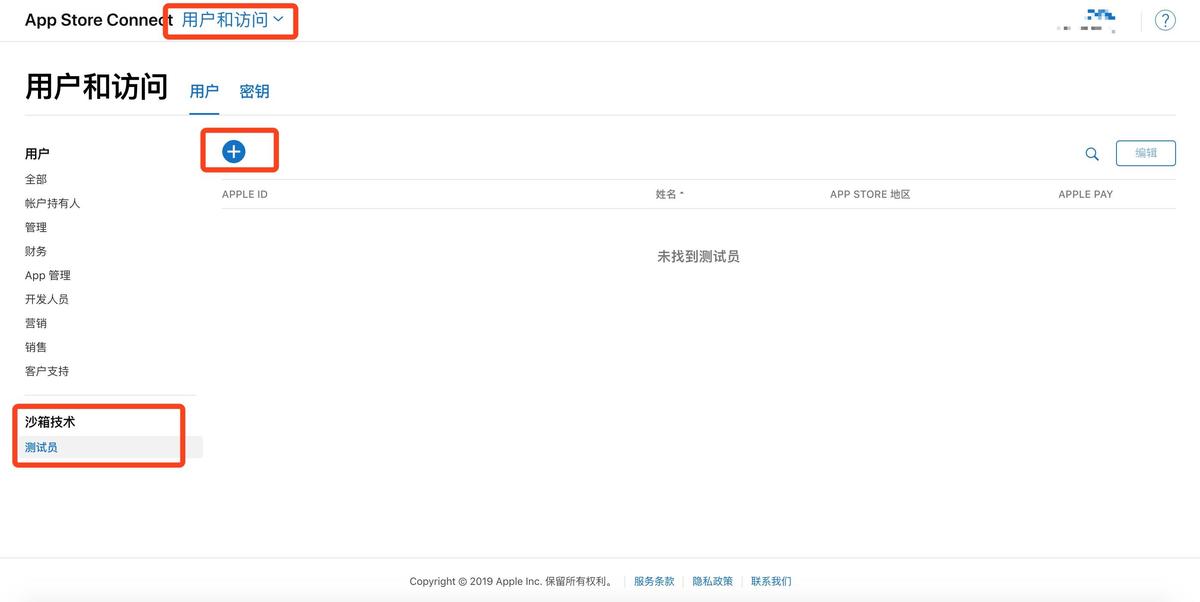 App Store Connect 用户和访问
?
用户和访问 用户 密钥
用户
全部
帐户持有人
管理
财务
App 管理
开发人员
营销
销售
客户支持
沙箱技术
测试员
编辑
APPLE ID 姓名 APP STORE 地区 APPLE PAY
未找到测试员
Copyright © 2019 Apple Inc. 保留所有权利。 服务条款 隐私政策 联系我们